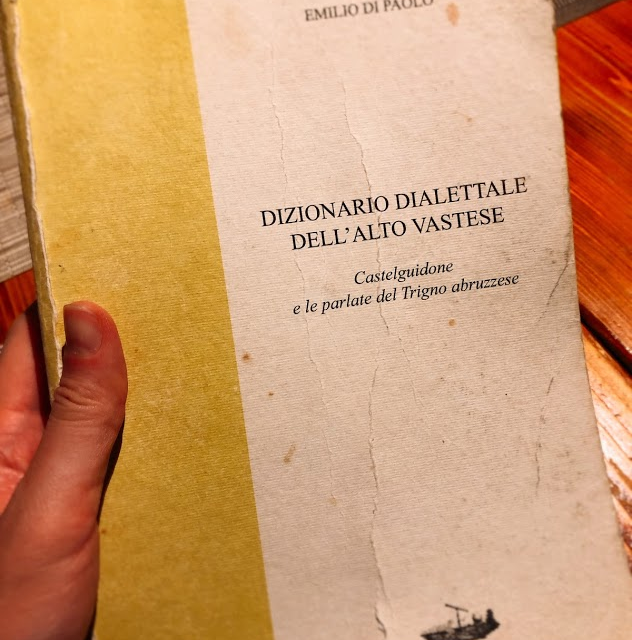 EMILIO DI PAOLO
DIZIONARIO DIALETTALE
DELL'ALTO VASTESE
Castelguidone
e le parlate del Trigno abruzzese